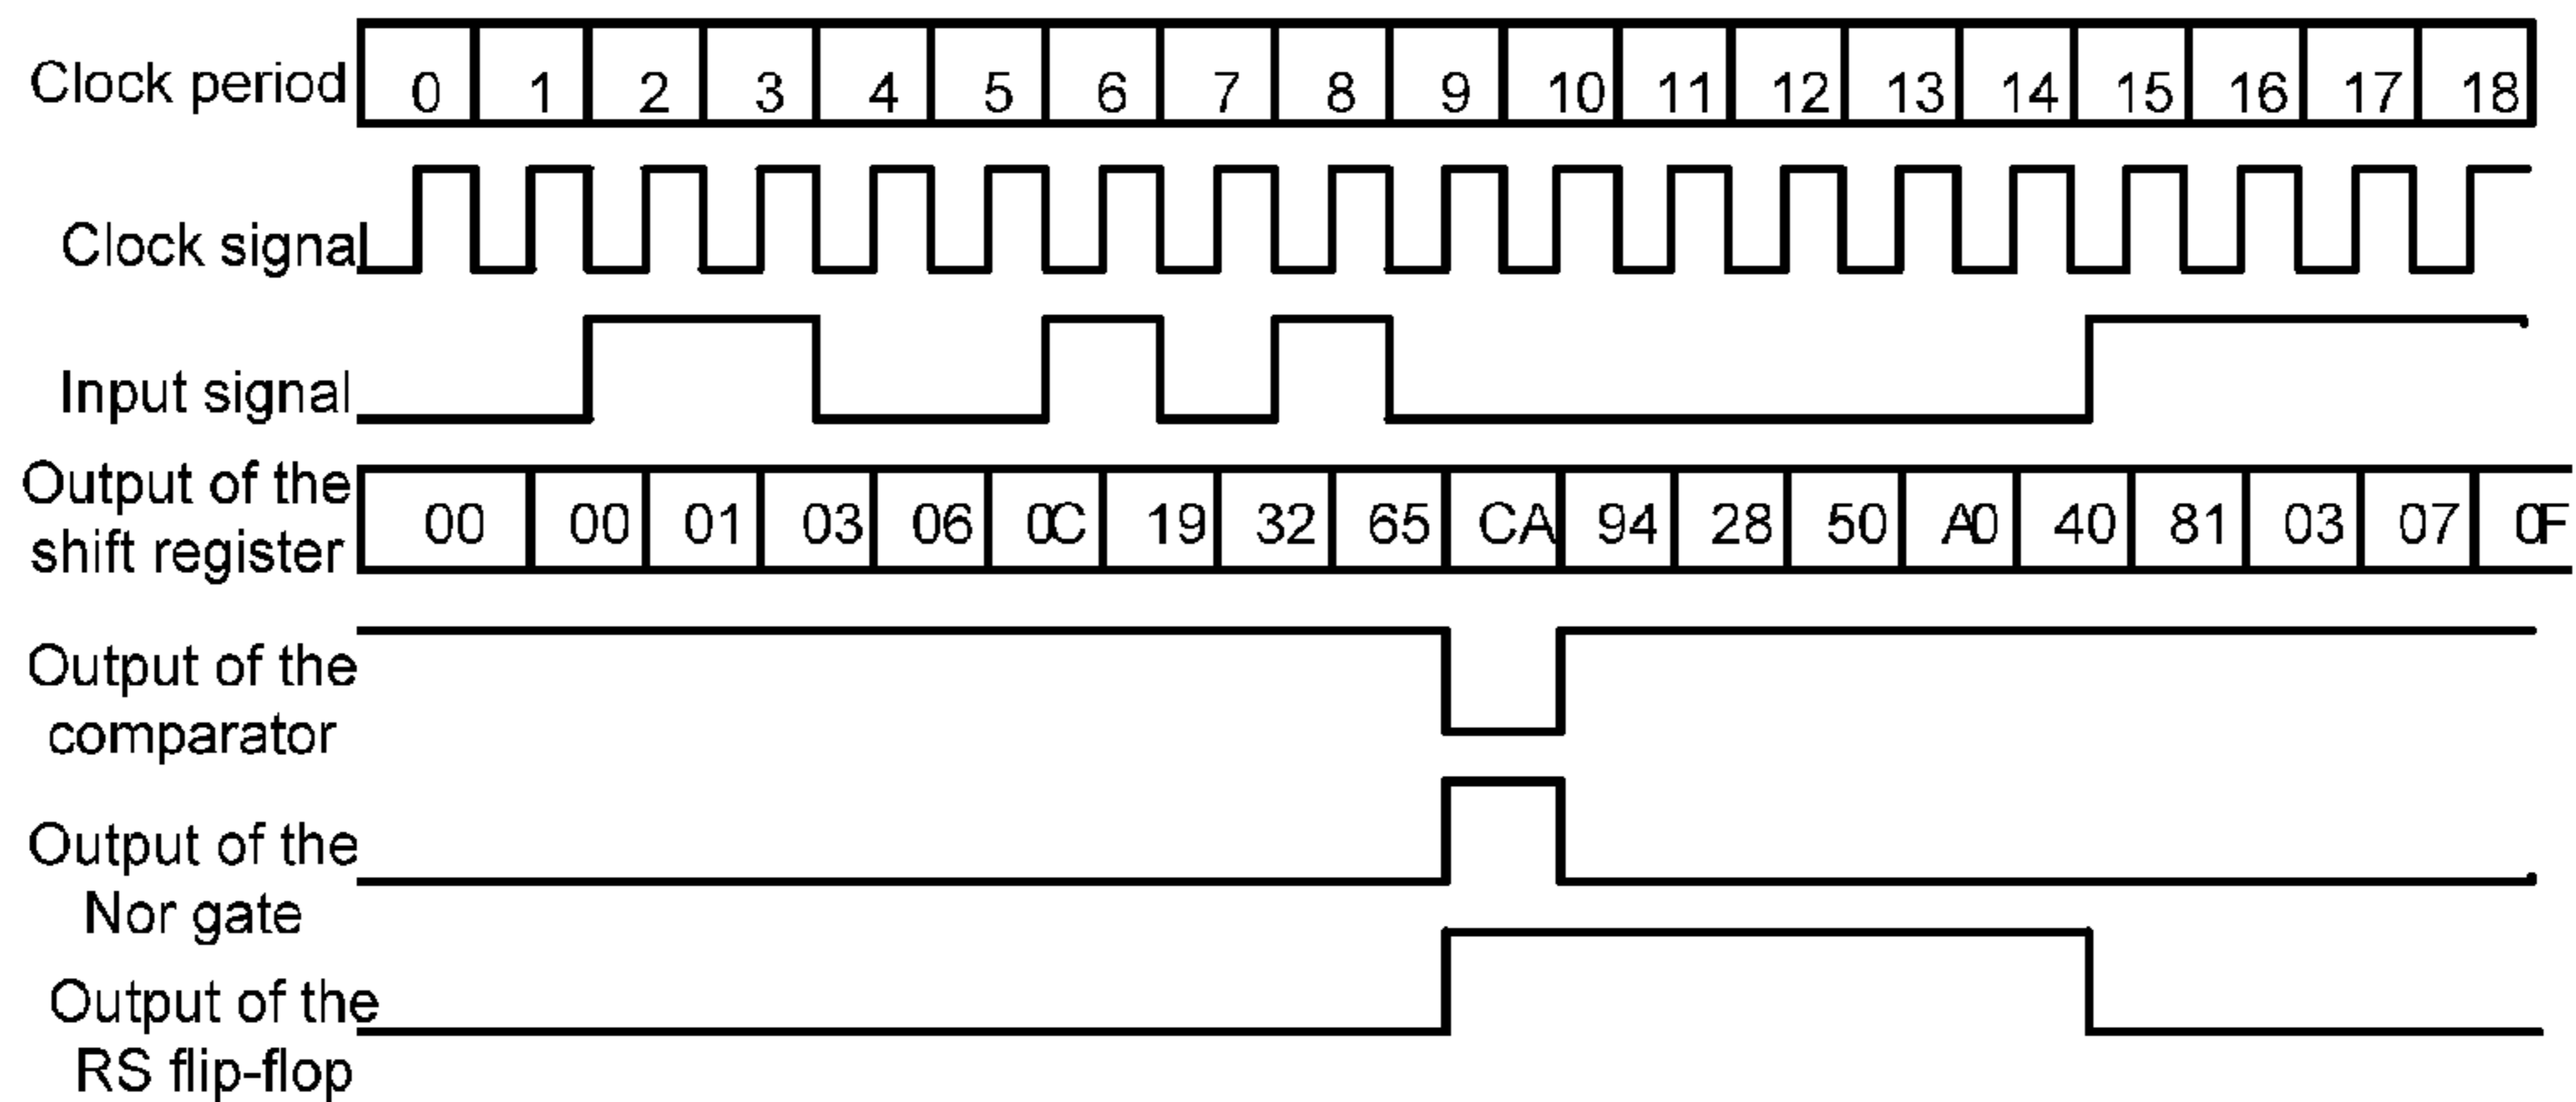 Clock period 0 1 2 3 4 5 6 7 8 9 10 11 12 13 14 15 16 17 18
Clock signal
Input signal
Output of the
shift register
00 00 01 03 06 0C 19 32 65 CA 94 28 50 A0 40 81 03 07 0F
Output of the
comparator
Output of the
Nor gate
Output of the
RS flip-flop